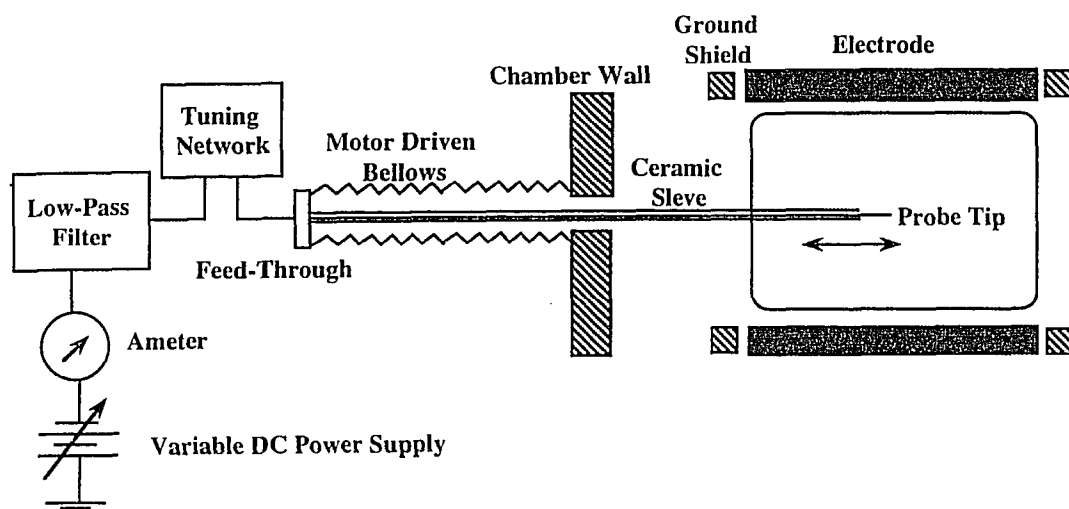 Ground
Shield
Electrode
Chamber Wall
Tuning
Network
Motor Driven
Bellows
Ceramic
Sleve
Low-Pass
Filter
Probe Tip
Feed-Through
Ameter
Variable DC Power Supply